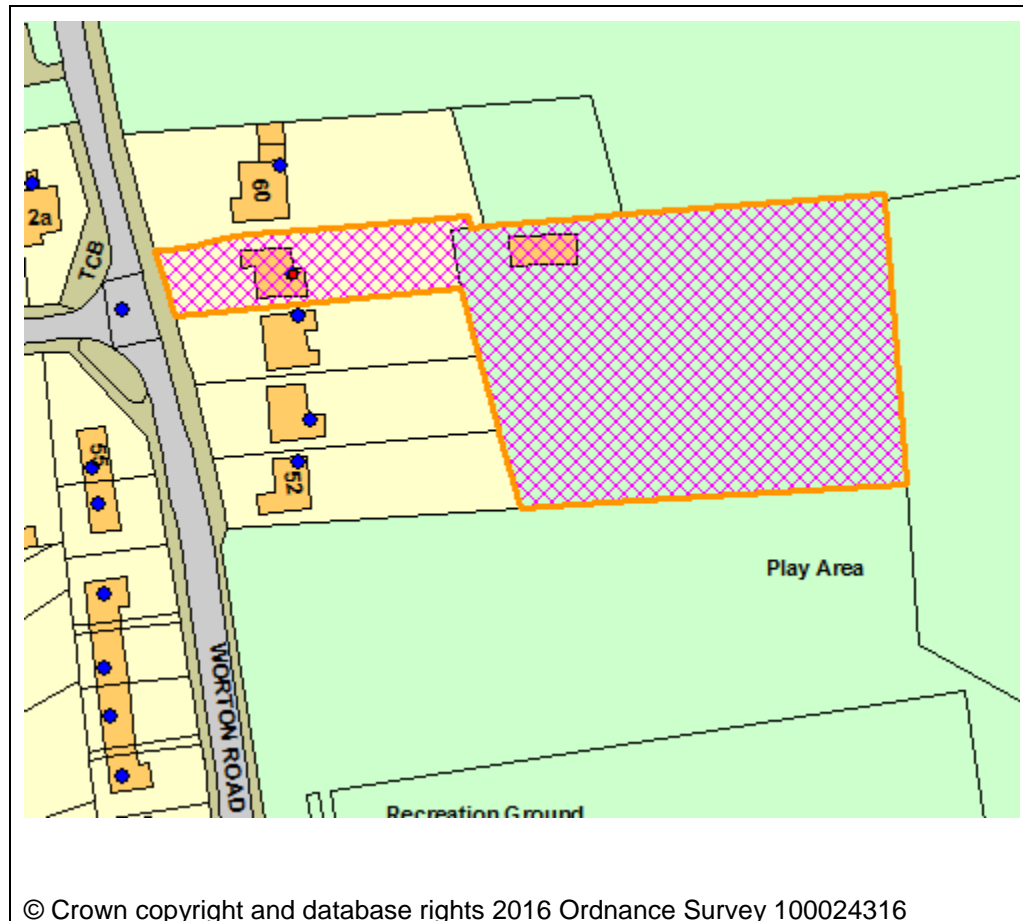 60
2a
TCB
55
52
Play Area
WORTON ROAD
Recreation Ground
© Crown copyright and database rights 2016 Ordnance Survey 100024316